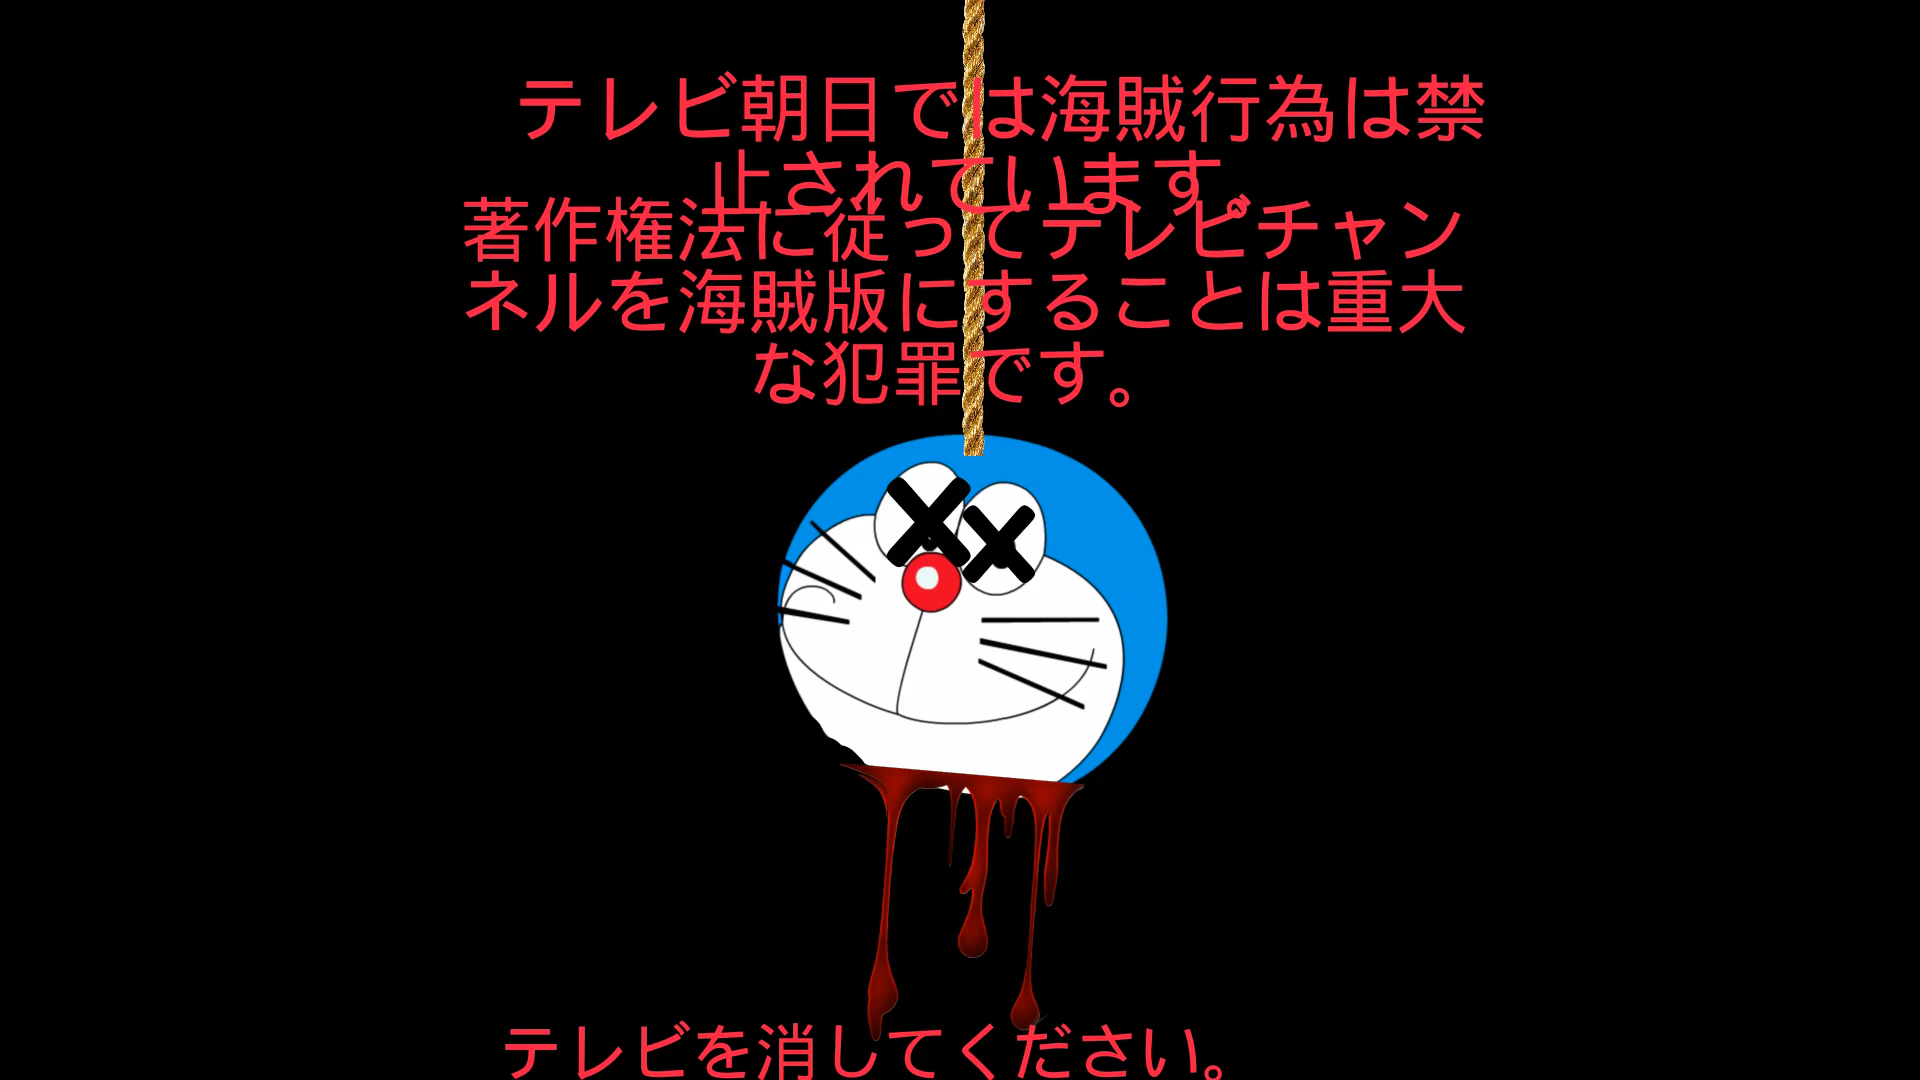 テレビ朝日では海賊行為は禁
止されています。
著作権法に従ってテレビチャン
ネルを海賊版にすることは重大
な犯罪です。
テレビを消してください。